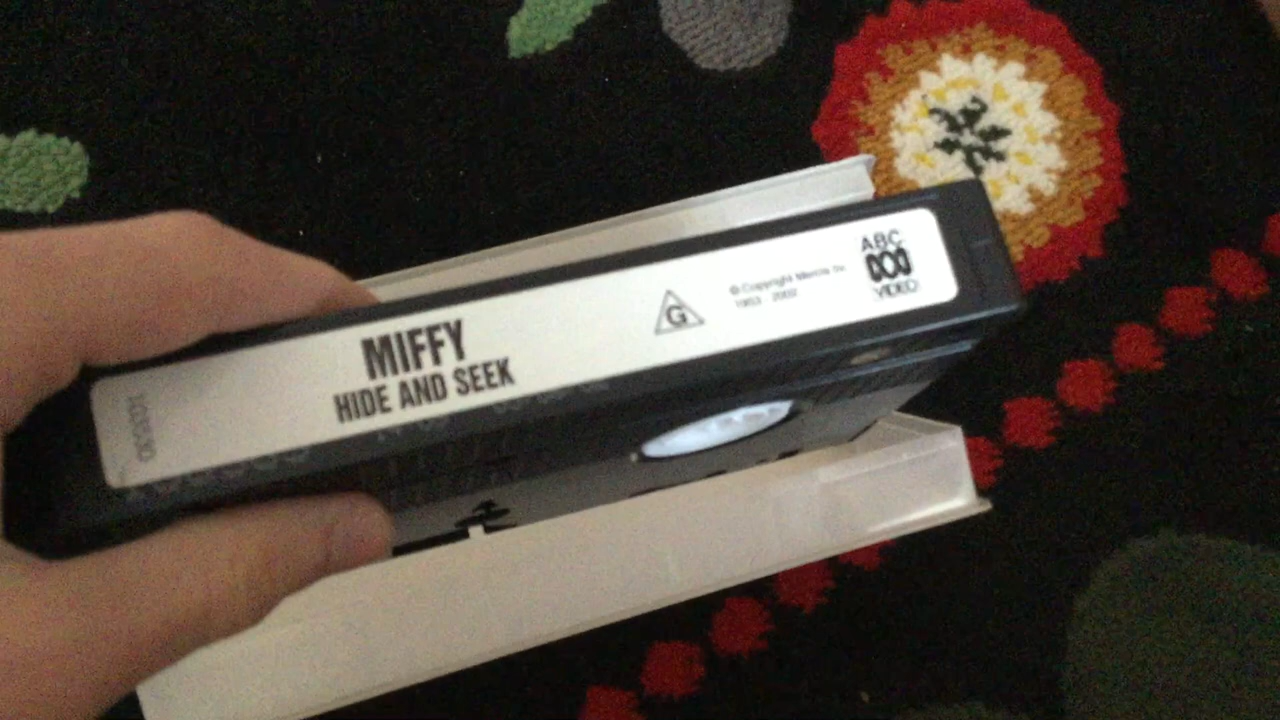 MIFFY
HIDE AND SEEK
G
© Copyright Mercis bv
1953 - 2002
ABC
VIDEO